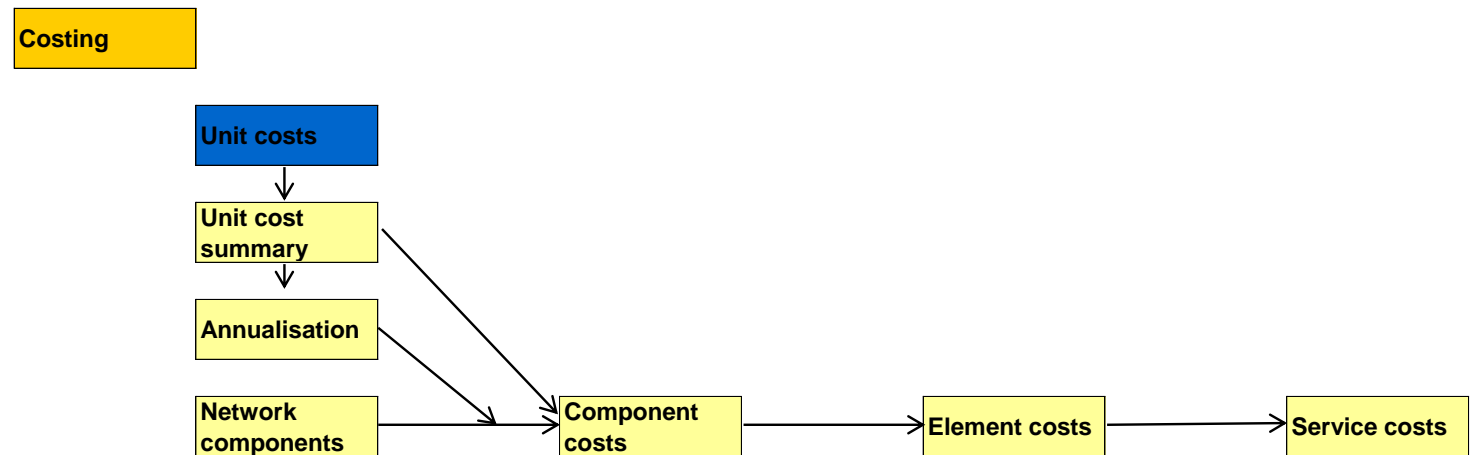 Costing
Unit costs
Unit cost
summary
Annualisation
Network
components
Component
costs
Element costs
Service costs